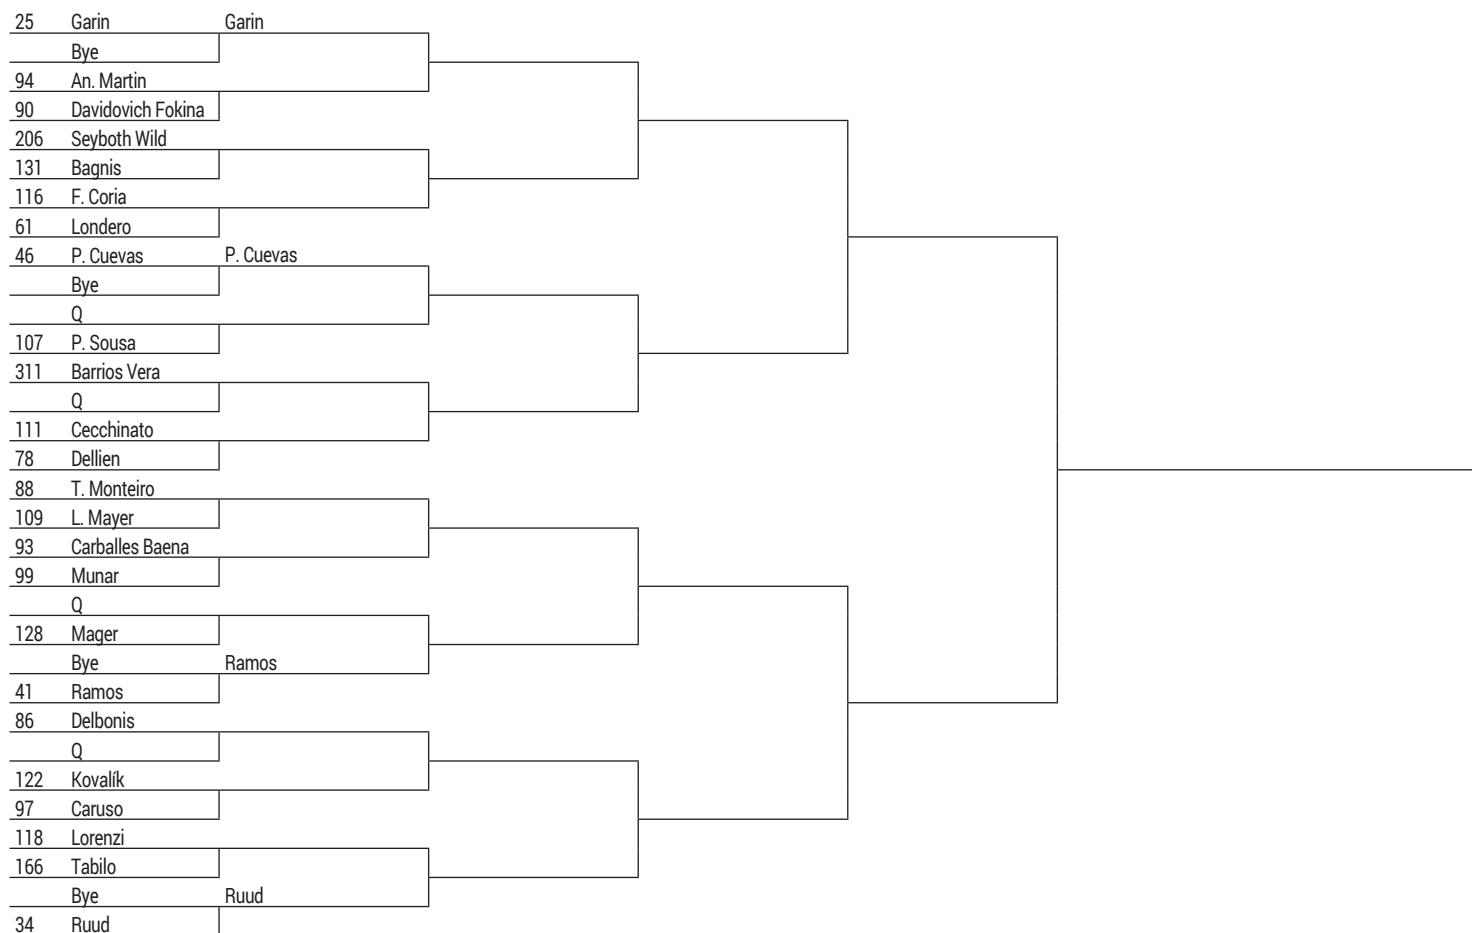 25 Garin Garin
Bye
94 An. Martin
90 Davidovich Fokina
206 Seyboth Wild
131 Bagnis
116 F. Coria
61 Londero
46 P. Cuevas P. Cuevas
Bye
Q
107 P. Sousa
311 Barrios Vera
Q
111 Cecchinato
78 Dellien
88 T. Monteiro
109 L. Mayer
93 Carballes Baena
99 Munar
Q
128 Mager
Bye Ramos
41 Ramos
86 Delbonis
Q
122 Kovalík
97 Caruso
118 Lorenzi
166 Tabilo
Bye Ruud
34 Ruud